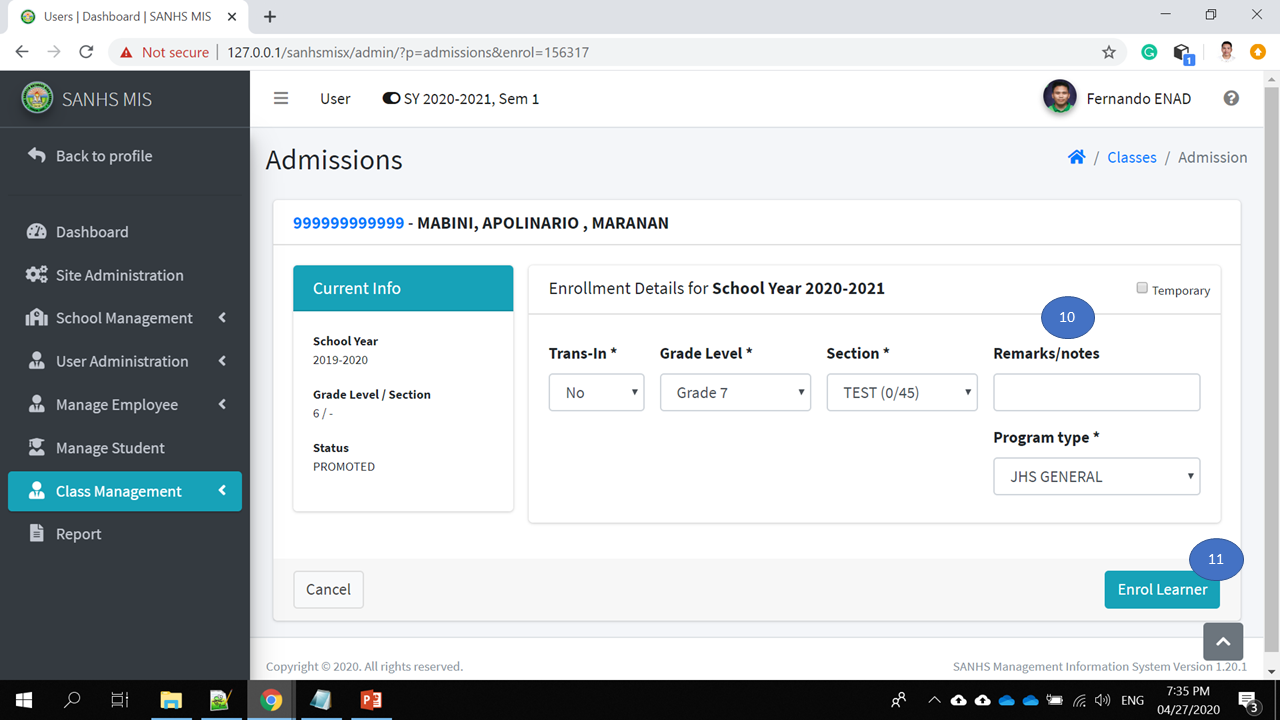 Users | Dashboard | SANHS MIS
Not secure | 127.0.0.1/sanhsmisx/admin/?p=admissions&enrol=156317
1
SANHS MIS
User
SY 2020-2021, Sem 1
Fernando ENAD
Back to profile
Dashboard
Site Administration
School Management
User Administration
Manage Employee
Manage Student
Class Management
Report
Admissions
/ Classes / Admission
999999999999 - MABINI, APOLINARIO , MARANAN
Current Info
School Year
2019-2020
Grade Level / Section
6 / -
Status
PROMOTED
Enrollment Details for School Year 2020-2021
Temporary
10
Trans-In *
No
Grade Level *
Grade 7
Section *
TEST (0/45)
Remarks/notes
Program type *
JHS GENERAL
11
Cancel
Enrol Learner
Copyright © 2020. All rights reserved.
SANHS Management Information System Version 1.20.1
ENG
7:35 PM
04/27/2020
3